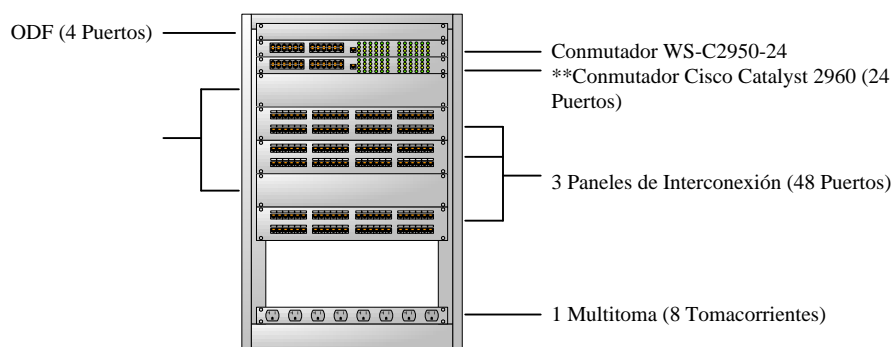 ODF (4 Puertos)
Conmutador WS-C2950-24
**Conmutador Cisco Catalyst 2960 (24
Puertos)
3 Paneles de Interconexión (48 Puertos)
1 Multitoma (8 Tomacorrientes)